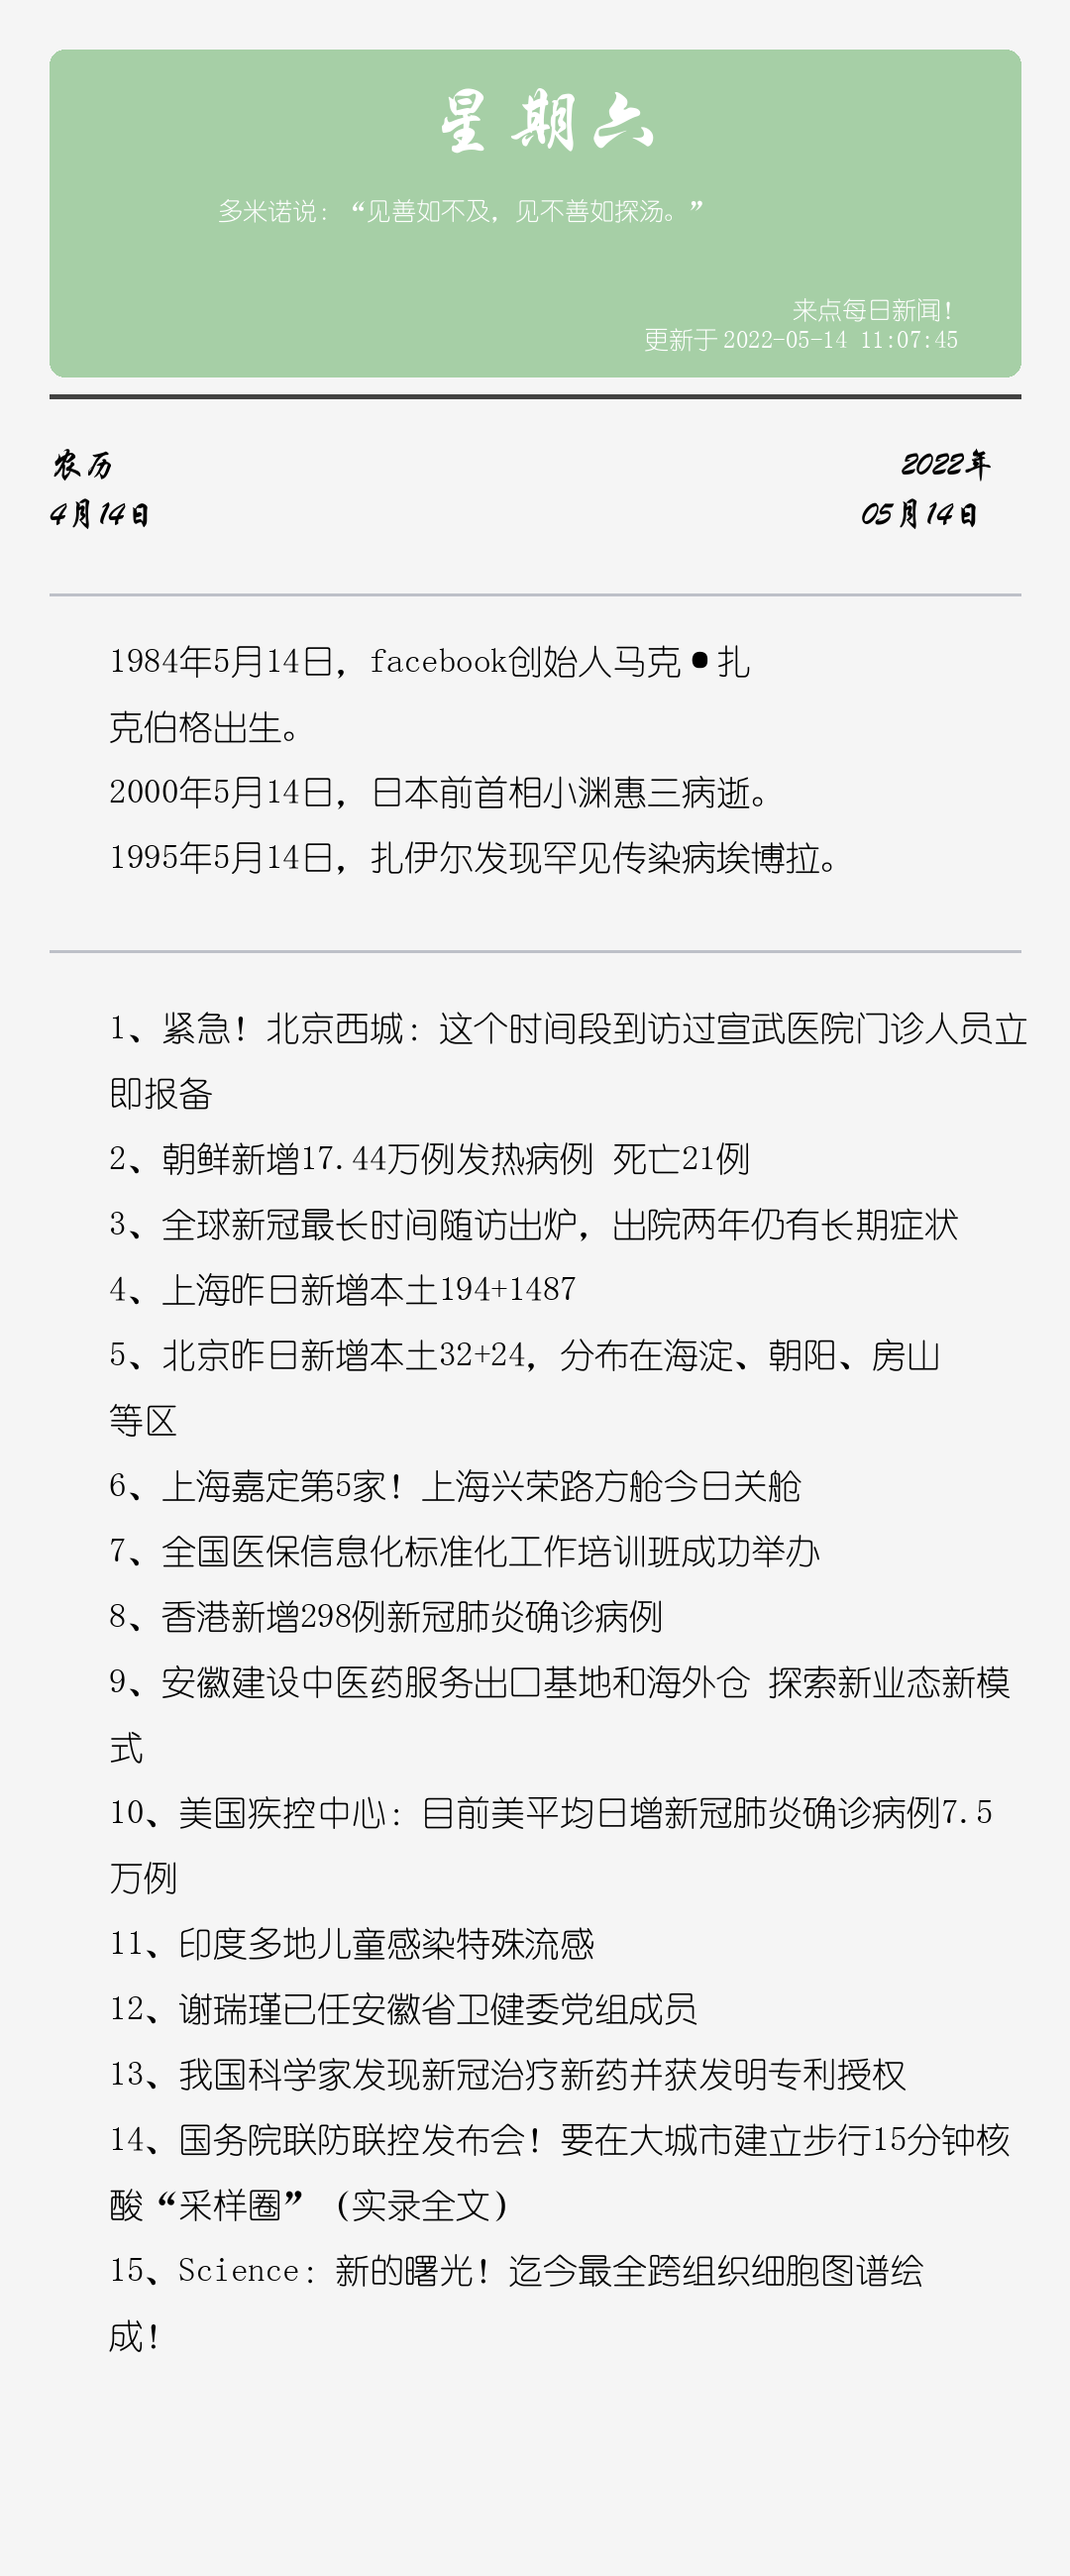 星期六
多米诺说：“见善如不及，见不善如探汤。”
来点每日新闻！
更新于 2022-05-14 11:07:45
农历
2022年
4月14日
05月14日
1984年5月14日，facebook创始人马克•扎
克伯格出生。
2000年5月14日，日本前首相小渊惠三病逝。
1995年5月14日，扎伊尔发现罕见传染病埃博拉。
1、紧急！北京西城：这个时间段到访过宣武医院门诊人员立
即报备
2、朝鲜新增17.44万例发热病例 死亡21例
3、全球新冠最长时间随访出炉，出院两年仍有长期症状
4、上海昨日新增本土194+1487
5、北京昨日新增本土32+24，分布在海淀、朝阳、房山
等区
6、上海嘉定第5家！上海兴荣路方舱今日关舱
7、全国医保信息化标准化工作培训班成功举办
8、香港新增298例新冠肺炎确诊病例
9、安徽建设中医药服务出口基地和海外仓 探索新业态新模
式
10、美国疾控中心：目前美平均日增新冠肺炎确诊病例7.5
万例
11、印度多地儿童感染特殊流感
12、谢瑞瑾已任安徽省卫健委党组成员
13、我国科学家发现新冠治疗新药并获发明专利授权
14、国务院联防联控发布会！要在大城市建立步行15分钟核
酸“采样圈”（实录全文）
15、Science：新的曙光！迄今最全跨组织细胞图谱绘
成！